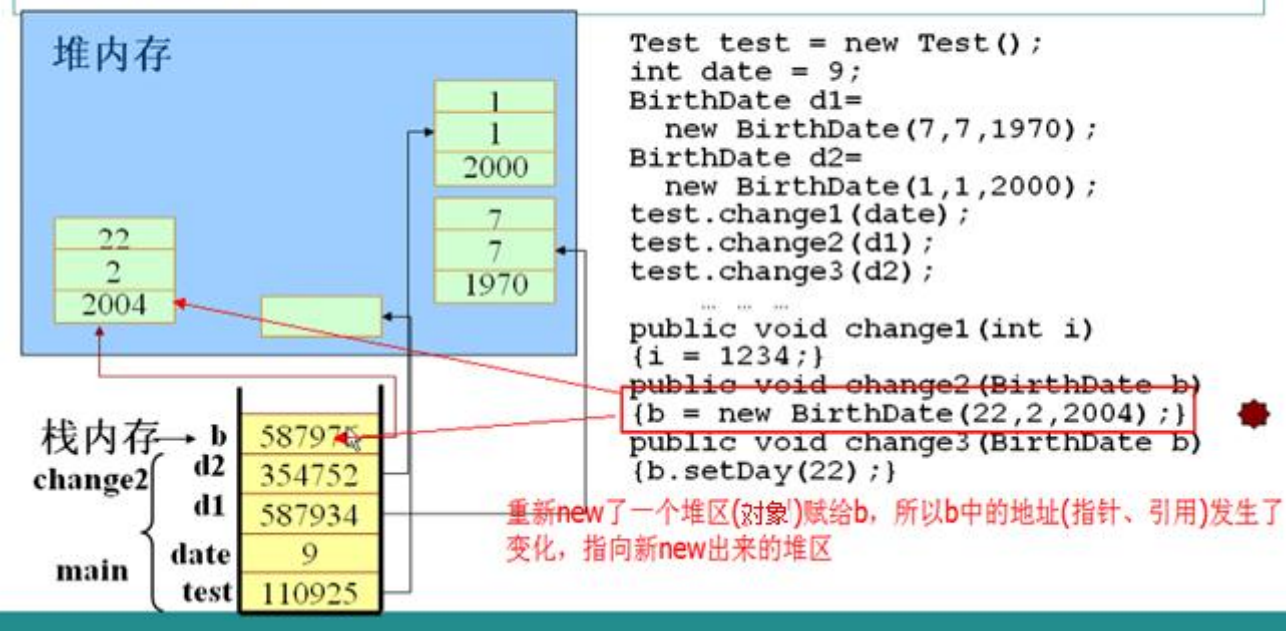 堆内存
1
1
2000
7
7
1970
22
2
2004
栈内存
change2
main
b
d2
354752
d1
587934
date
9
test
110925
Test test = new Test();
int date = 9;
BirthDate d1=
new BirthDate(7,7,1970);
BirthDate d2=
new BirthDate(1,1,2000);
test.change1(date);
test.change2(d1);
test.change3(d2);
… … …
public void change1(int i)
{i = 1234;}
public void change2(BirthDate b)
{b = new BirthDate(22,2,2004);}
public void change3(BirthDate b)
{b.setDay(22);}
重新new了一个堆区(对象')赋给b，所以b中的地址(指针、引用)发生了
变化，指向新new出来的堆区